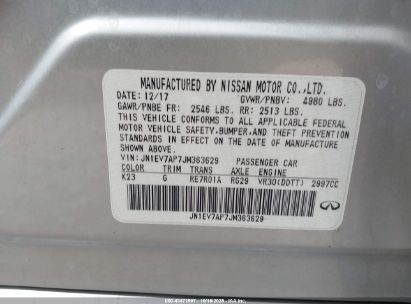 MANUFACTURED BY NISSAN MOTOR CO.,LTD.
DATE: 12/17 GVWR/PNBV: 4980 LBS.
GAWR/PNBE FR: 2546 LBS. RR: 2513 LBS.
THIS VEHICLE CONFORMS TO ALL APPLICABLE FEDERAL
MOTOR VEHICLE SAFETY,BUMPER,AND THEFT PREVENTION
STANDARDS IN EFFECT ON THE DATE OF MANUFACTURE
SHOWN ABOVE.
VIN: JN1EV7AP7JM363629 PASSENGER CAR
COLOR TRIM TRANS AXLE ENGINE
K23 G RE7R01A RG29 VR30(DDTT) 2997CC
INFINITI
JN1EV7AP7JM363629